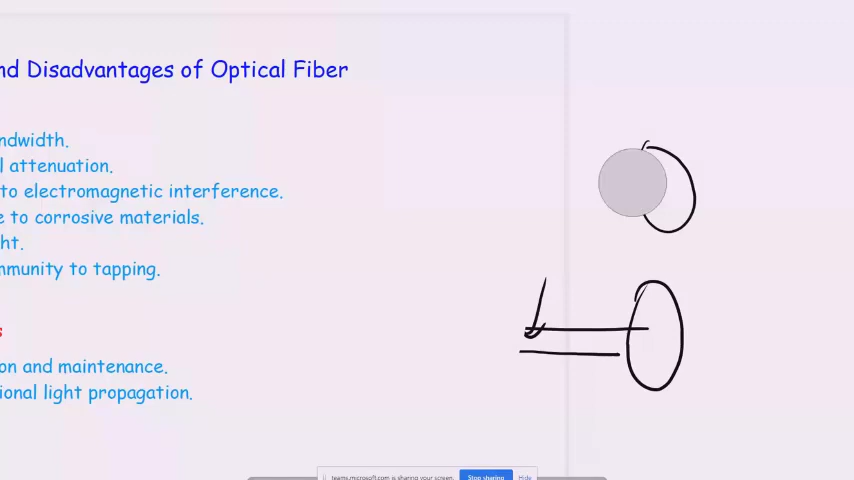 nd Disadvantages of Optical Fiber
ndwidth.
l attenuation.
to electromagnetic interference.
e to corrosive materials.
ht.
mmunity to tapping.
s
on and maintenance.
ional light propagation.
teams.microsoft.com is sharing your screen. Stop sharing Hide